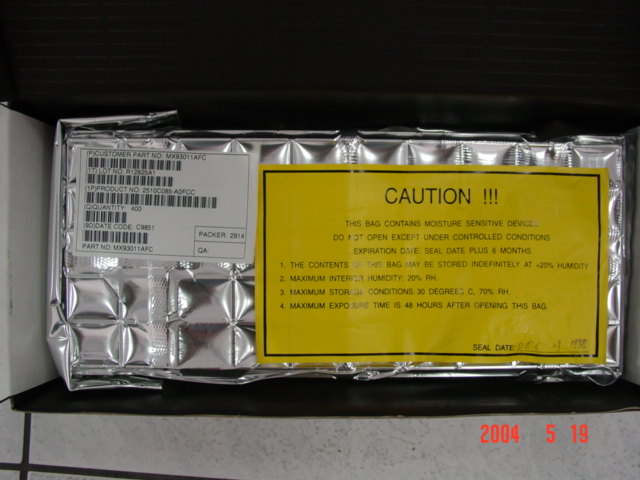 (P)CUSTOMER PART NO: MX93011AFC
(1T) LOT NO: R12825A1
(1P)PRODUCT NO: 2510C085-A0FCC
(Q)QUANTITY: 400
(9D)DATE CODE: C9851
PACKER: 2914
PART NO: MX93011AFC
QA:
CAUTION !!!
THIS BAG CONTAINS MOISTURE SENSITIVE DEVICES
DO NOT OPEN EXCEPT UNDER CONTROLLED CONDITIONS
EXPIRATION DATE: SEAL DATE PLUS 6 MONTHS
1. THE CONTENTS OF THE BAG MAY BE STORED INDEFINITELY AT <20% HUMIDITY
2. MAXIMUM INTERIOR HUMIDITY: 20% RH.
3. MAXIMUM STORAGE CONDITIONS: 30 DEGREES C, 70% RH.
4. MAXIMUM EXPOSURE TIME IS 48 HOURS AFTER OPENING THIS BAG.
SEAL DATE: DEC 1998
2004 5 19